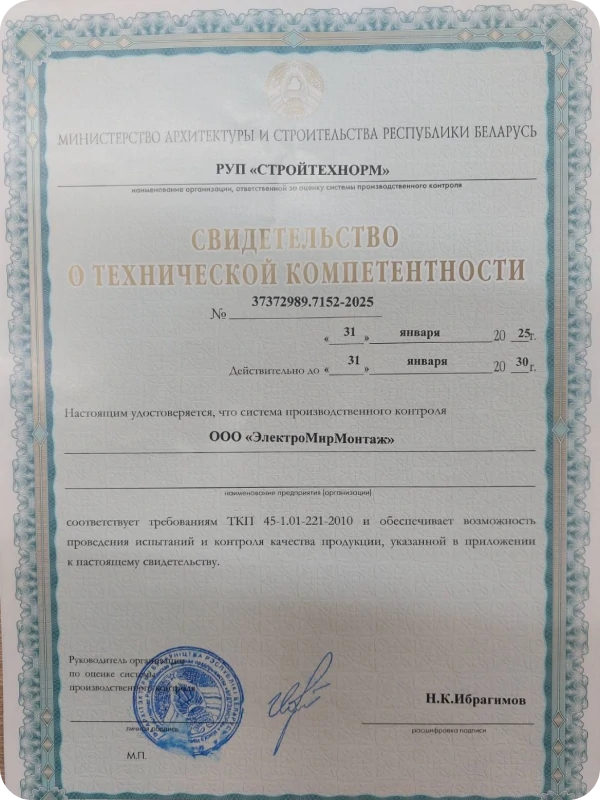 МИНИСТЕРСТВО АРХИТЕКТУРЫ И СТРОИТЕЛЬСТВА РЕСПУБЛИКИ БЕЛАРУСЬ
РУП «СТРОЙТЕХНОРМ»
наименование организации, ответственной за оценку системы производственного контроля
СВИДЕТЕЛЬСТВО
О ТЕХНИЧЕСКОЙ КОМПЕТЕНТНОСТИ
№ 37372989.7152-2025
« 31 » января 20 25г.
Действительно до « 31 » января 20 30г.
Настоящим удостоверяется, что система производственного контроля
ООО «ЭлектроМирМонтаж»
наименование предприятия (организации)
соответствует требованиям ТКП 45-1.01-221-2010 и обеспечивает возможность
проведения испытаний и контроля качества продукции, указанной в приложении
к настоящему свидетельству.
Руководитель организации
по оценке системы
производственного контроля
Н.К.Ибрагимов
личная подпись
расшифровка подписи
М.П.